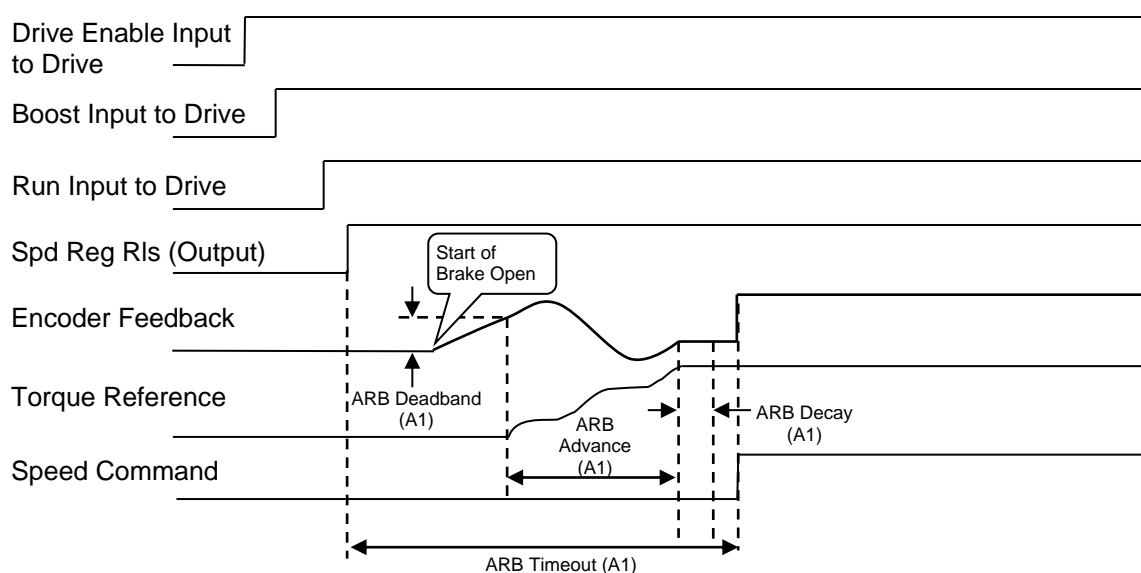 Drive Enable Input
to Drive
Boost Input to Drive
Run Input to Drive
Spd Reg Rls (Output)
Start of
Brake Open
Encoder Feedback
Torque Reference
ARB Deadband
(A1)
ARB
Advance
(A1)
ARB Decay
(A1)
Speed Command
ARB Timeout (A1)